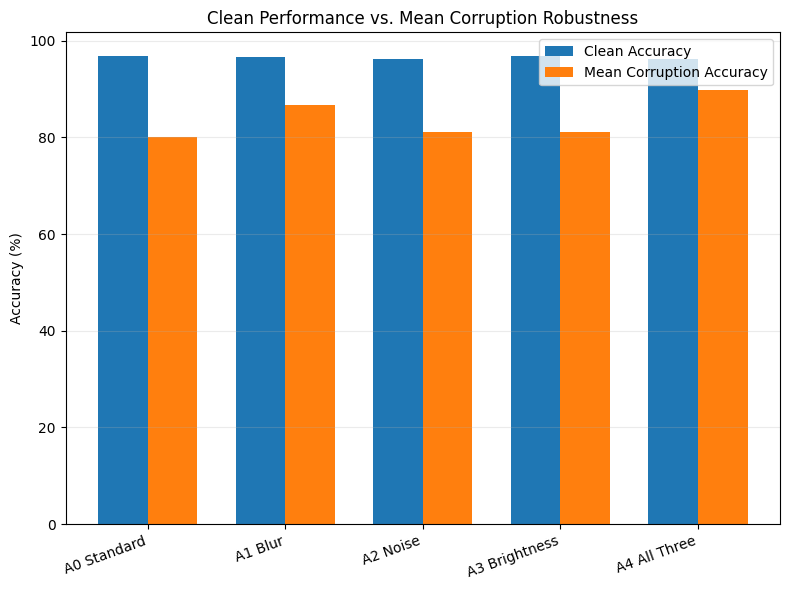 Clean Performance vs. Mean Corruption Robustness
Clean Accuracy
Mean Corruption Accuracy
Accuracy (%)
100
80
60
40
20
0
A0 Standard
A1 Blur
A2 Noise
A3 Brightness
A4 All Three